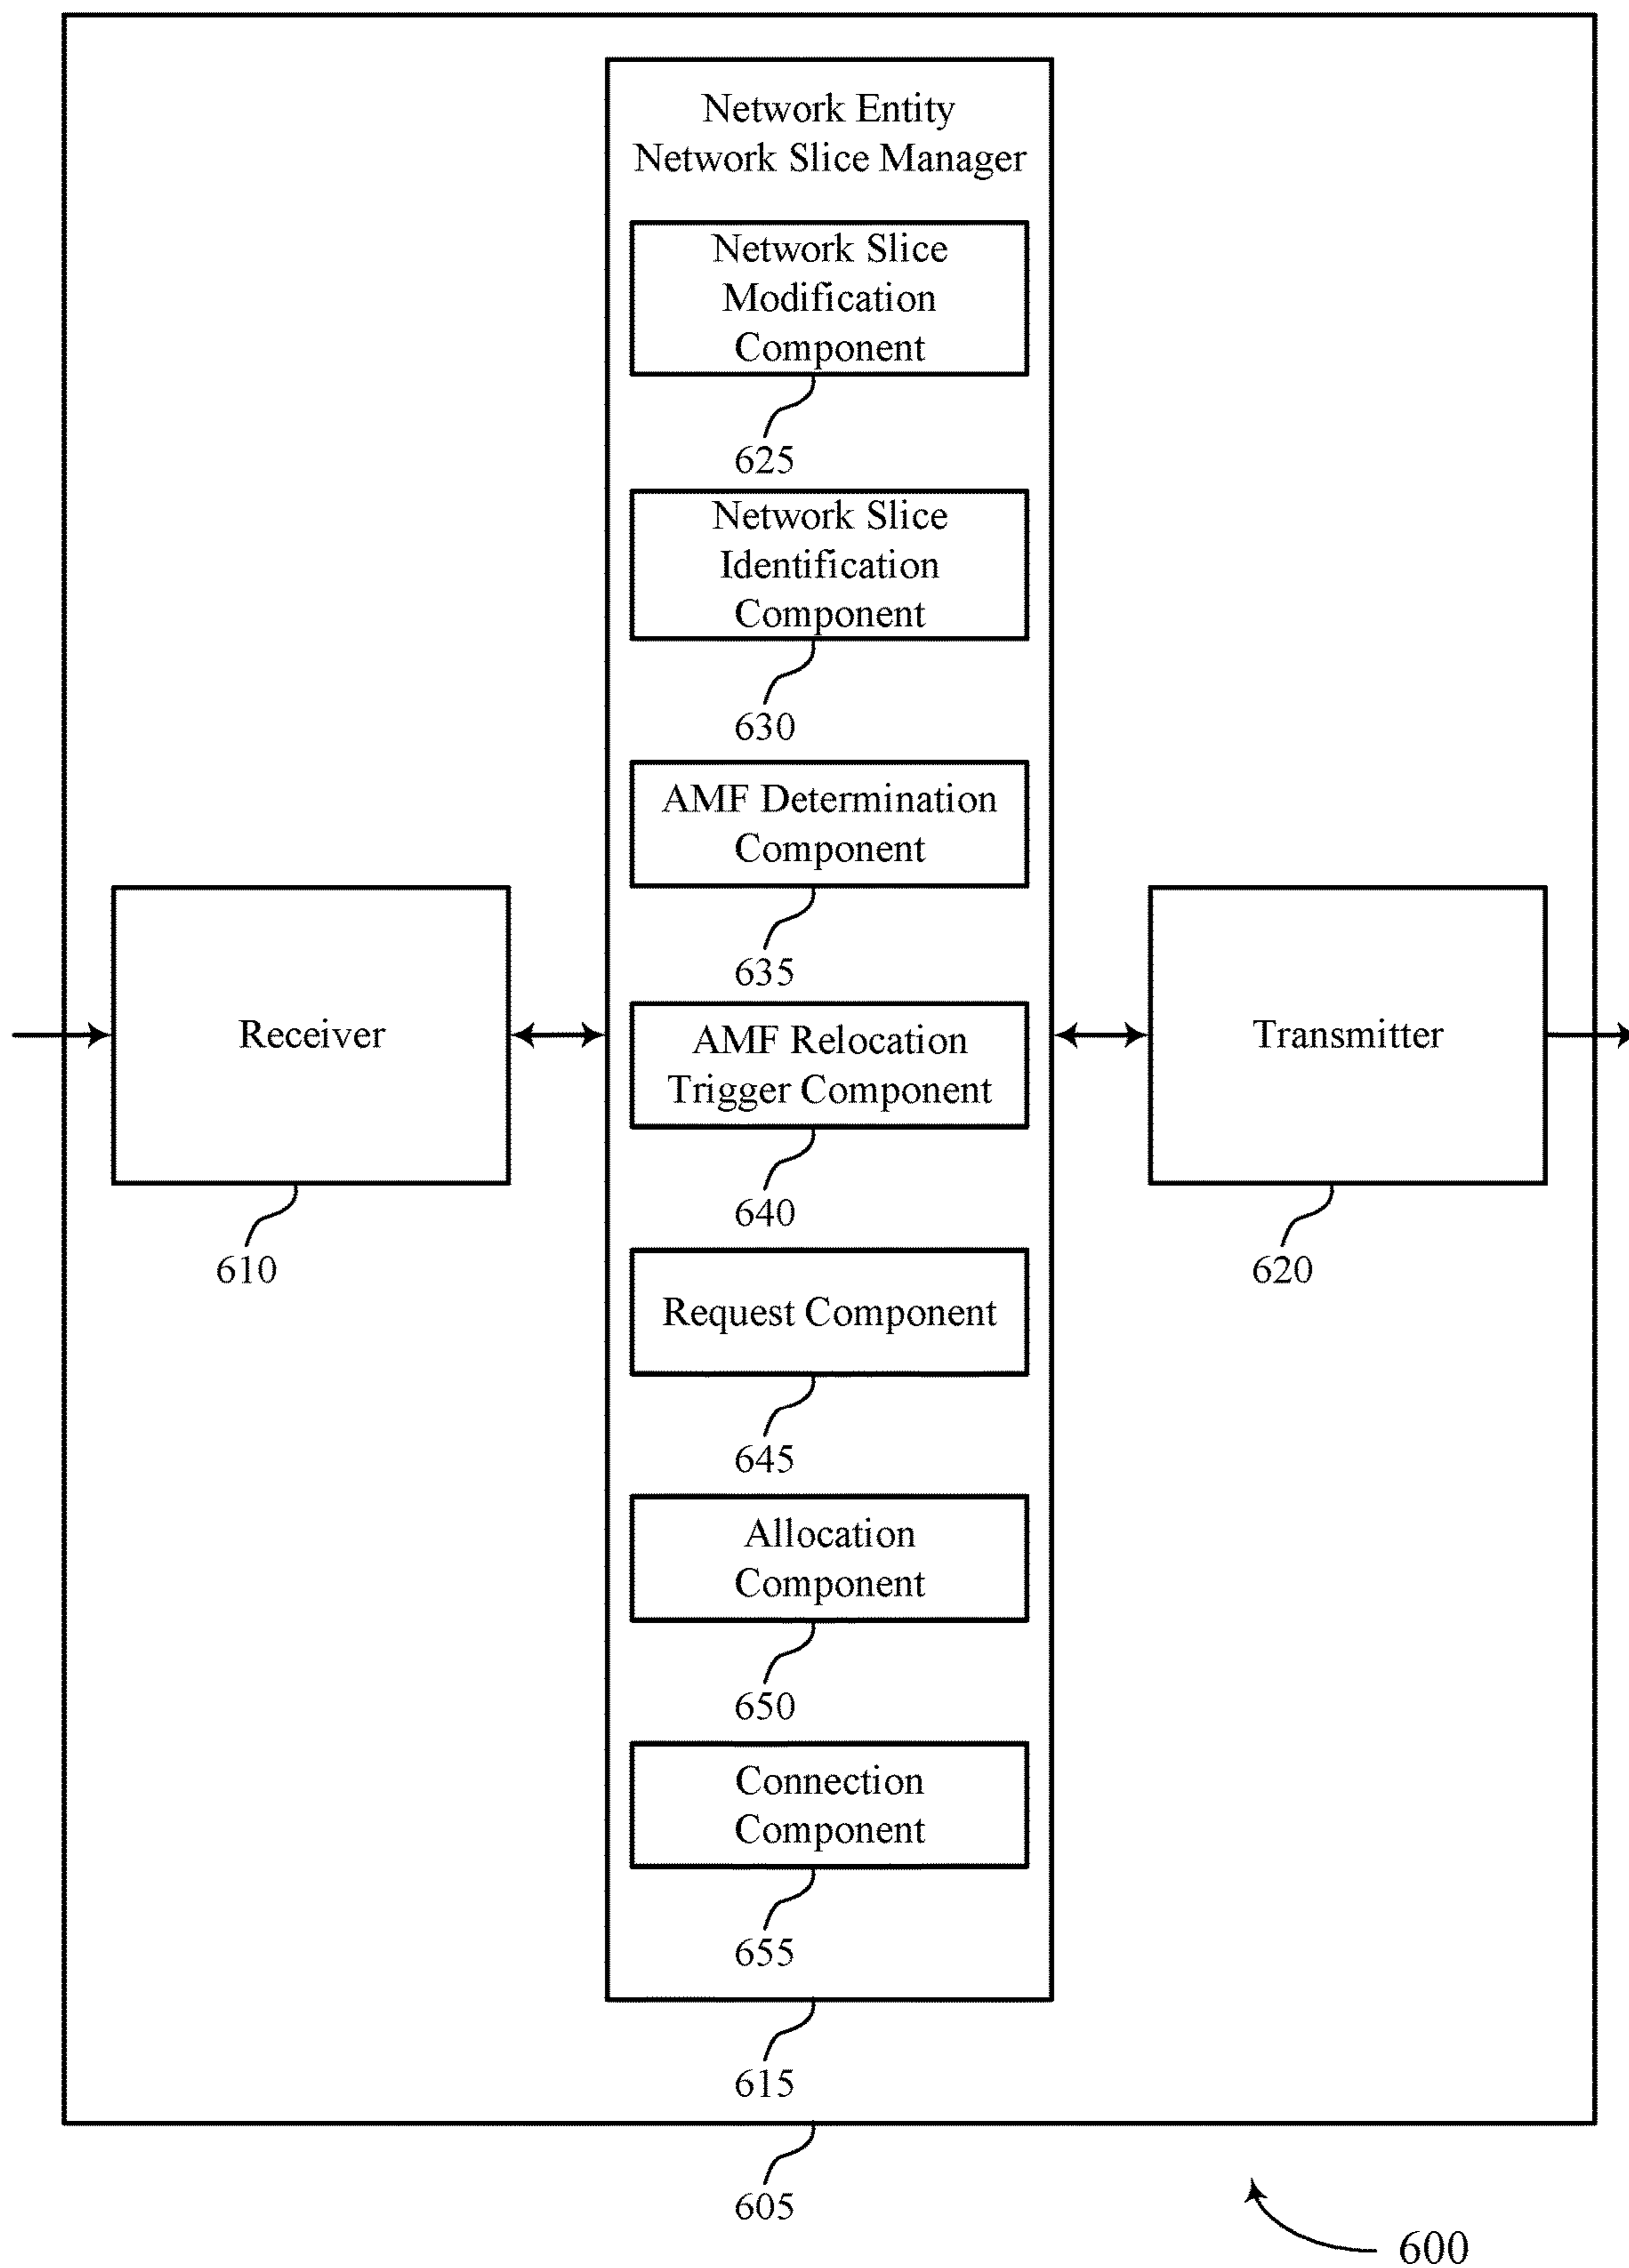 Network Entity
Network Slice Manager
Network Slice
Modification
Component
625
Network Slice
Identification
Component
630
AMF Determination
Component
635
Receiver
610
AMF Relocation
Trigger Component
640
Transmitter
620
Request Component
645
Allocation
Component
650
Connection
Component
655
615
605
600